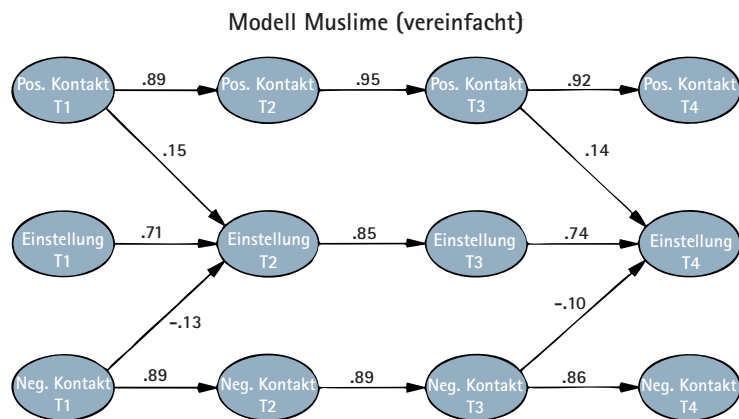 Modell Muslime (vereinfacht)
Pos. Kontakt
T1
.89
Pos. Kontakt
T2
.95
Pos. Kontakt
T3
.92
Pos. Kontakt
T4
.15
.14
Einstellung
T1
.71
Einstellung
T2
.85
Einstellung
T3
.74
Einstellung
T4
-.13
-.10
Neg. Kontakt
T1
.89
Neg. Kontakt
T2
.89
Neg. Kontakt
T3
.86
Neg. Kontakt
T4